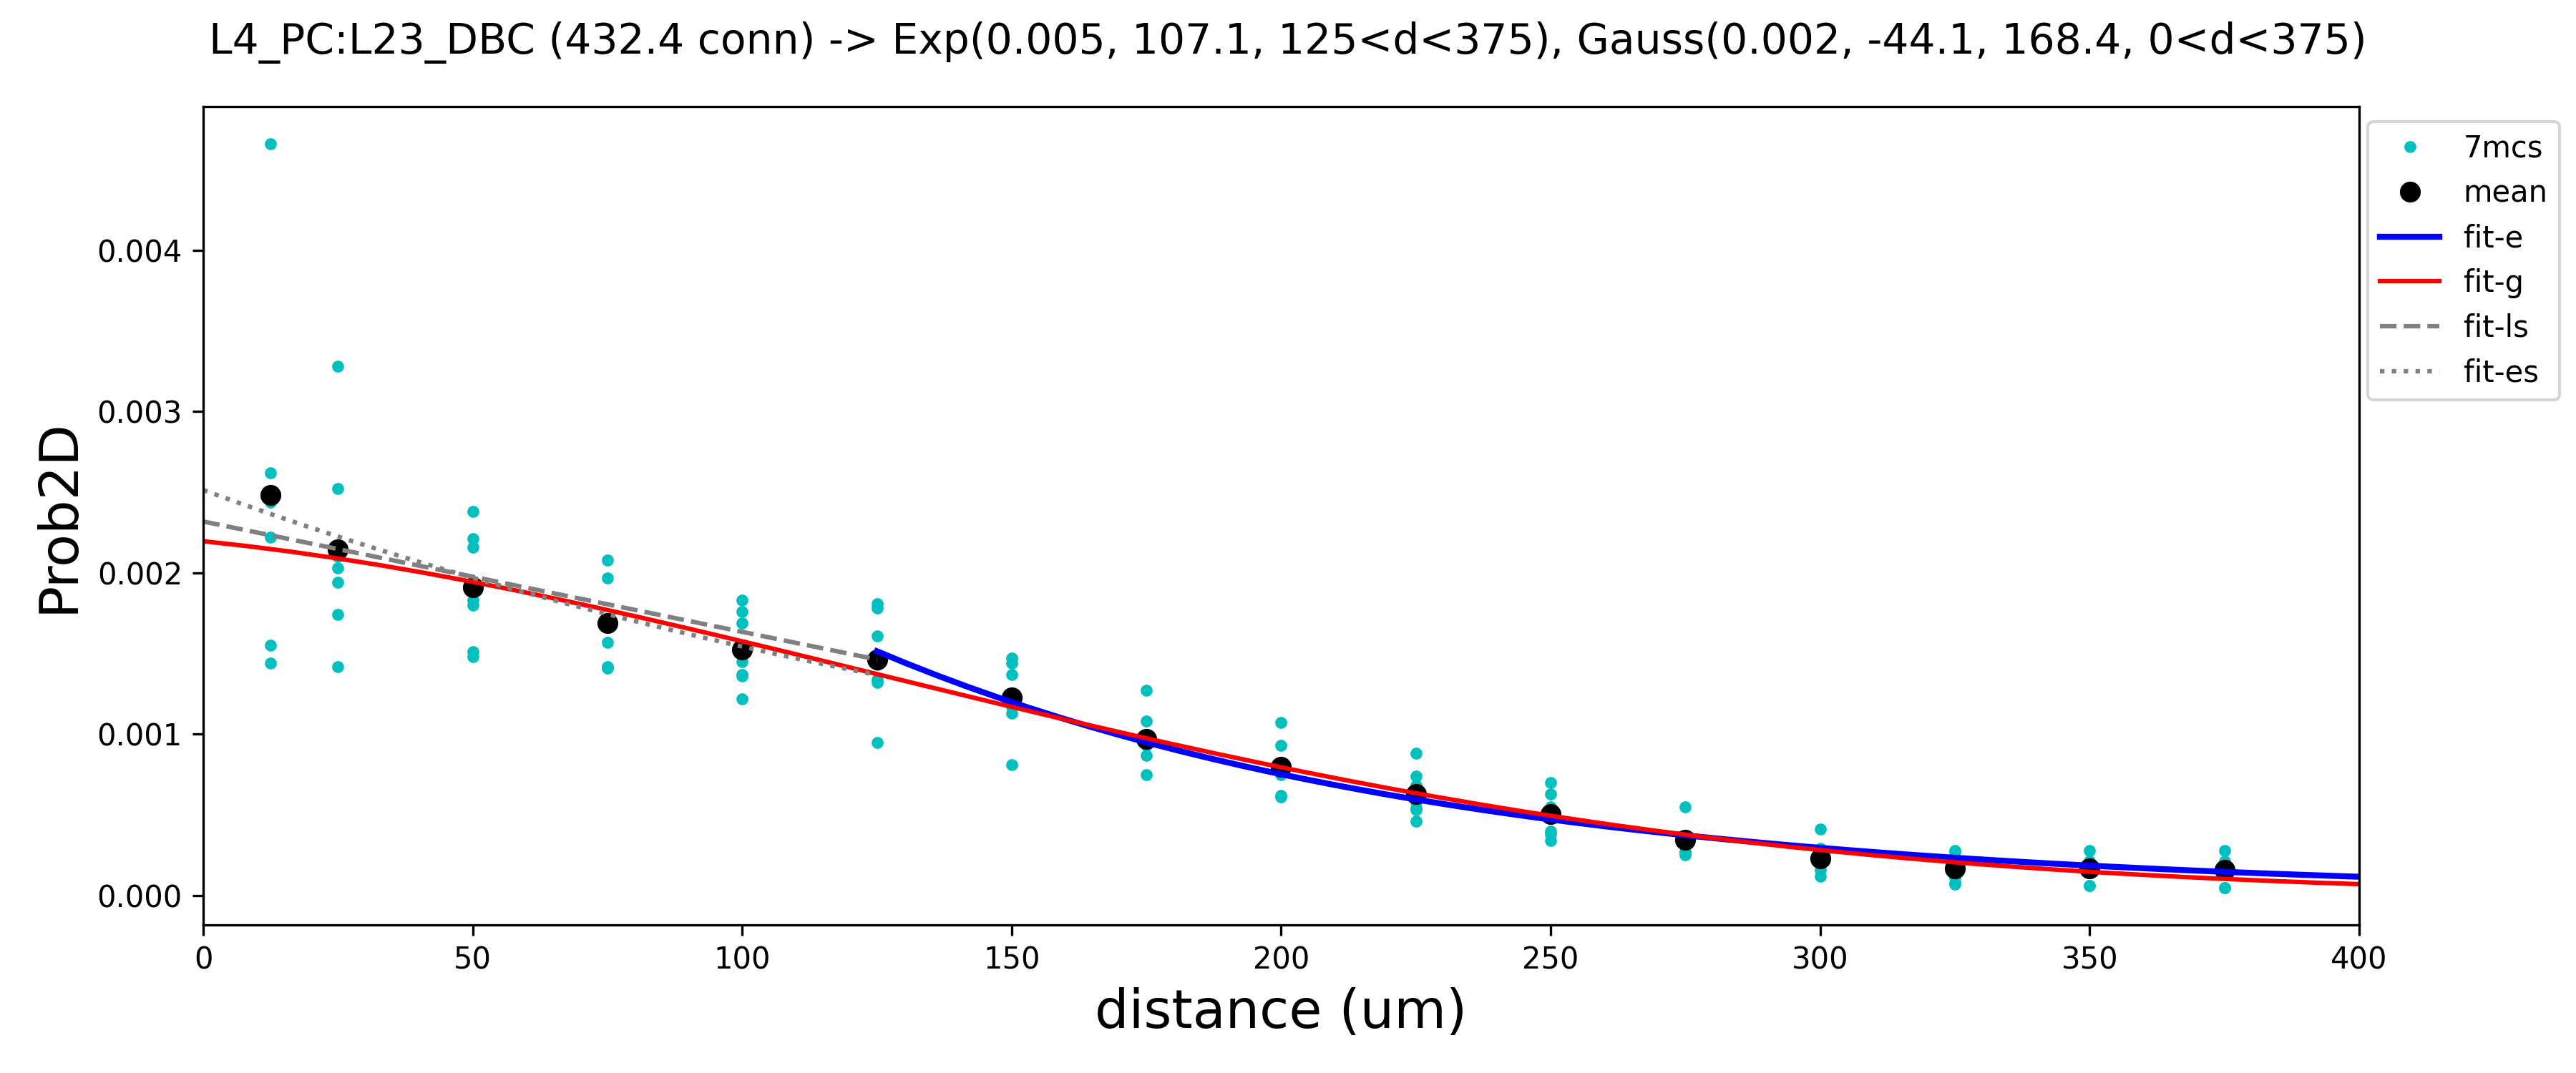 L4_PC:L23_DBC (432.4 conn) -> Exp(0.005, 107.1, 125<d<375), Gauss(0.002, -44.1, 168.4, 0<d<375)
7mcs
mean
fit-e
fit-g
fit-ls
fit-es
Prob2D
0.004
0.003
0.002
0.001
0.000
0 50 100 150 200 250 300 350 400
distance (um)